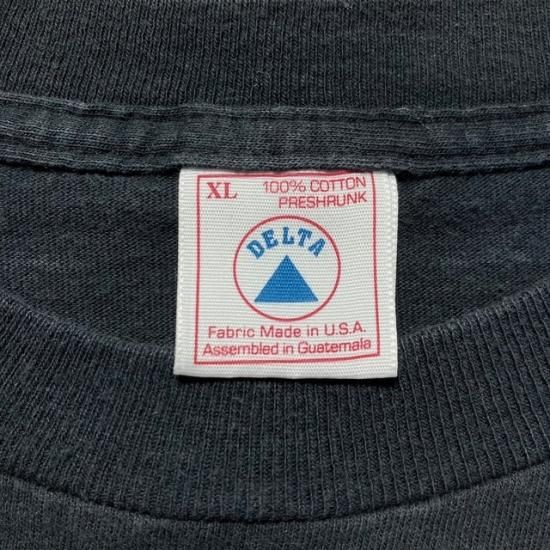 XL 100% COTTON
PRESHRUNK
DELTA
Fabric Made in U.S.A.
Assembled in Guatemala